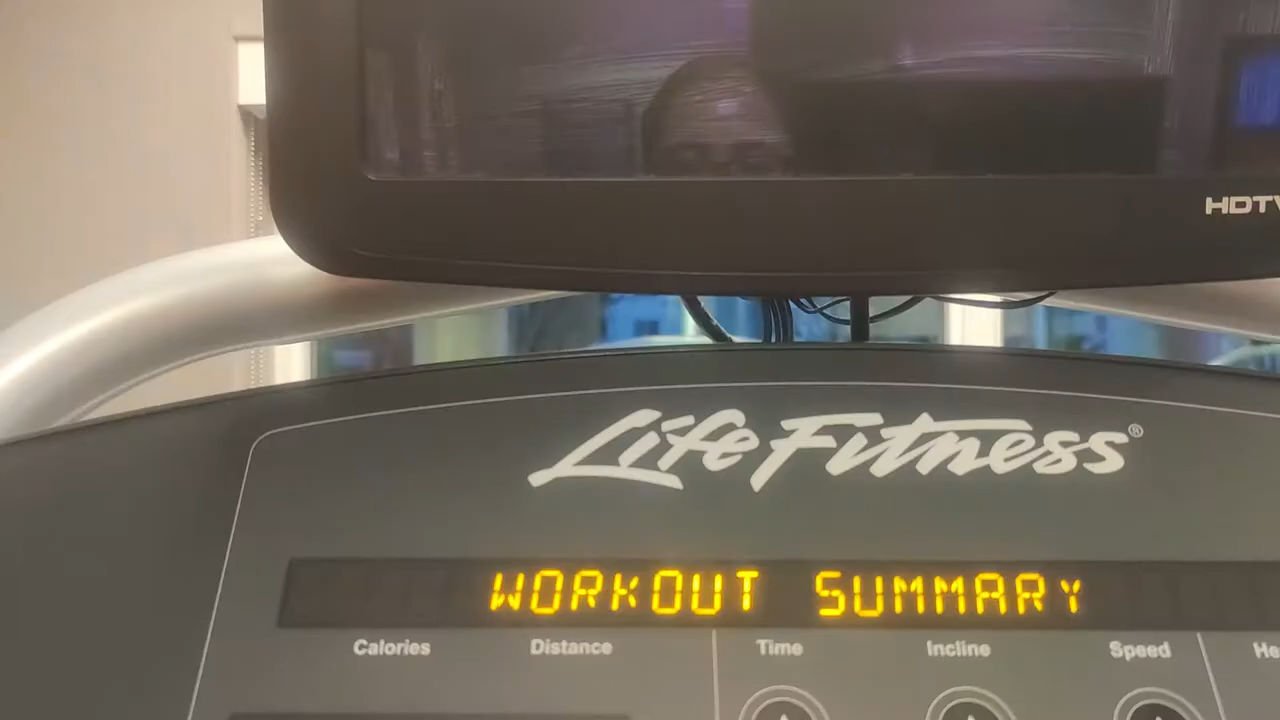 HDTV
LifeFitness®
WORKOUT SUMMARY
Calories Distance Time Incline Speed